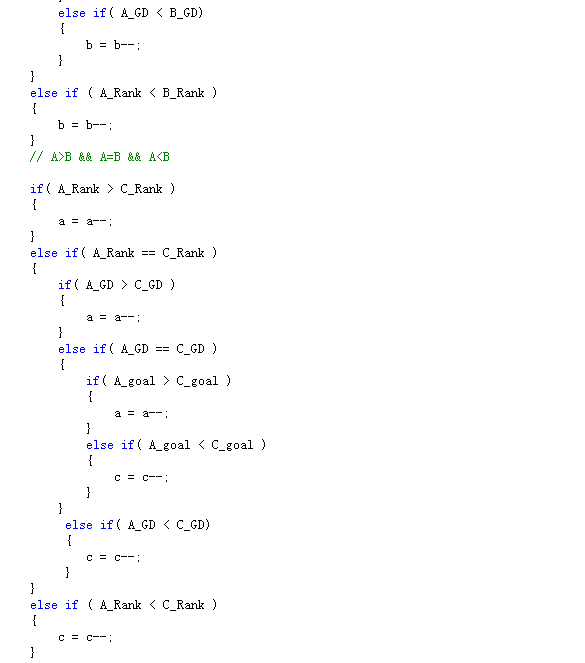 }
else if( A_GD < B_GD)
{
b = b--;
}
}
else if ( A_Rank < B_Rank )
{
b = b--;
}
// A>B && A=B && A<B
if( A_Rank > C_Rank )
{
a = a--;
}
else if( A_Rank == C_Rank )
{
if( A_GD > C_GD )
{
a = a--;
}
else if( A_GD == C_GD )
{
if( A_goal > C_goal )
{
a = a--;
}
else if( A_goal < C_goal )
{
c = c--;
}
}
else if( A_GD < C_GD)
{
c = c--;
}
}
else if ( A_Rank < C_Rank )
{
c = c--;
}